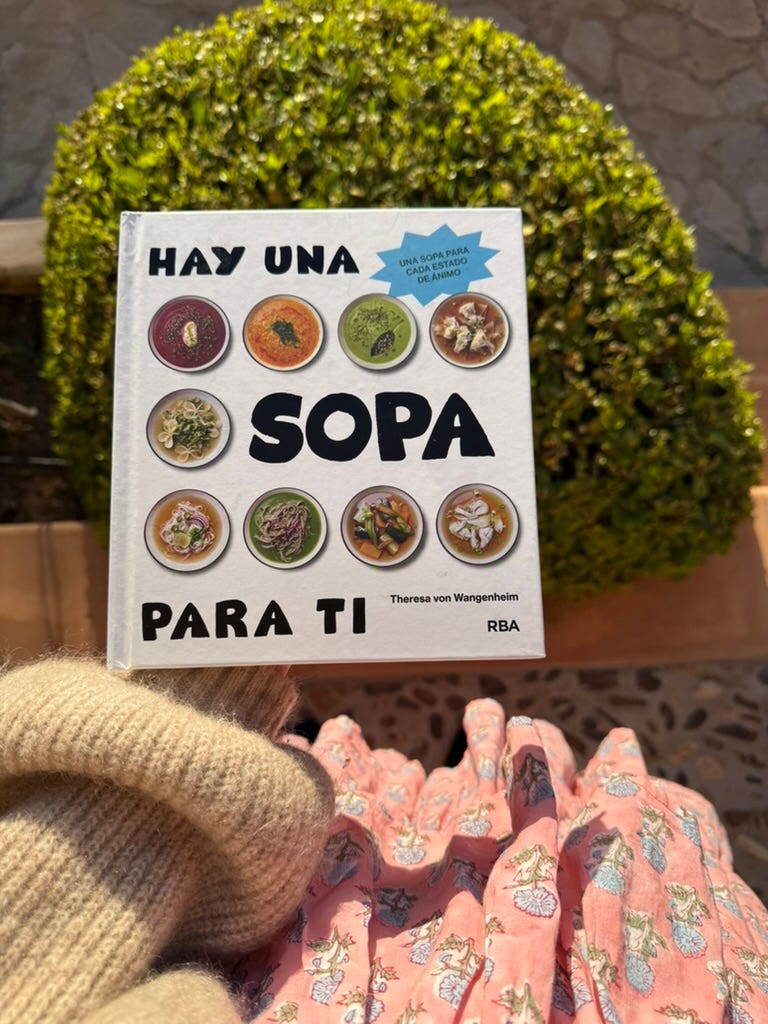 HAY UNA
UNA SOPA PARA
CADA ESTADO
DE ÁNIMO
SOPA
PARA TI
Theresa von Wangenheim
RBA